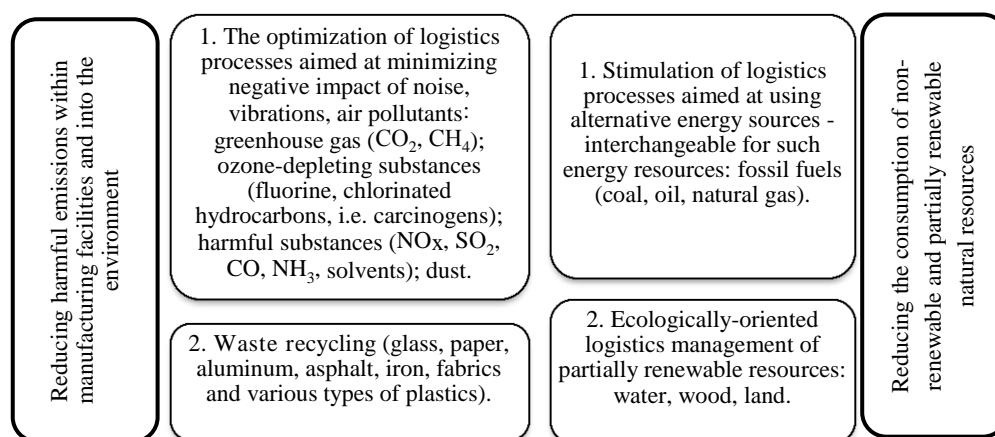 Reducing harmful emissions within
manufacturing facilities and into the
environment
1. The optimization of logistics
processes aimed at minimizing
negative impact of noise,
vibrations, air pollutants:
greenhouse gas (CO₂, CH₄);
ozone-depleting substances
(fluorine, chlorinated
hydrocarbons, i.e. carcinogens);
harmful substances (NOx, SO₂,
CO, NH₃, solvents); dust.
2. Waste recycling (glass, paper,
aluminum, asphalt, iron, fabrics
and various types of plastics).
1. Stimulation of logistics
processes aimed at using
alternative energy sources -
interchangeable for such
energy resources: fossil fuels
(coal, oil, natural gas).
2. Ecologically-oriented
logistics management of
partially renewable resources:
water, wood, land.
Reducing the consumption of non-
renewable and partially renewable
natural resources